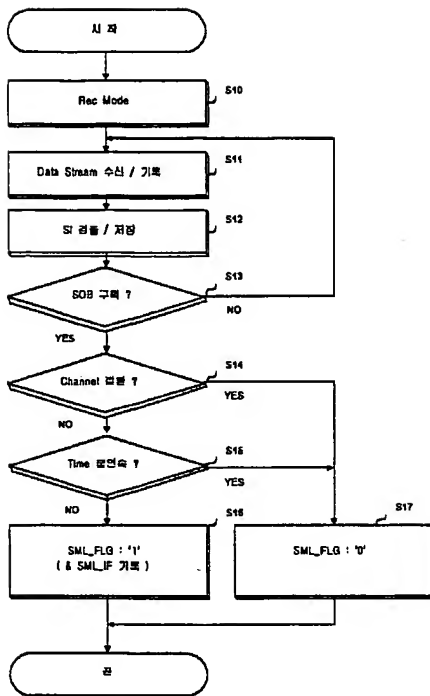 시 작
S10
Rec Mode
S11
Data Stream 수신 / 기록
S12
SI 검출 / 저장
S13
SOB 구획 ?
NO
YES
S14
Channel 절환 ?
YES
NO
S15
Time 불연속 ?
YES
NO
S16
SML_FLG : '1'
( & SML_IF 기록 )
S17
SML_FLG : '0'
끝